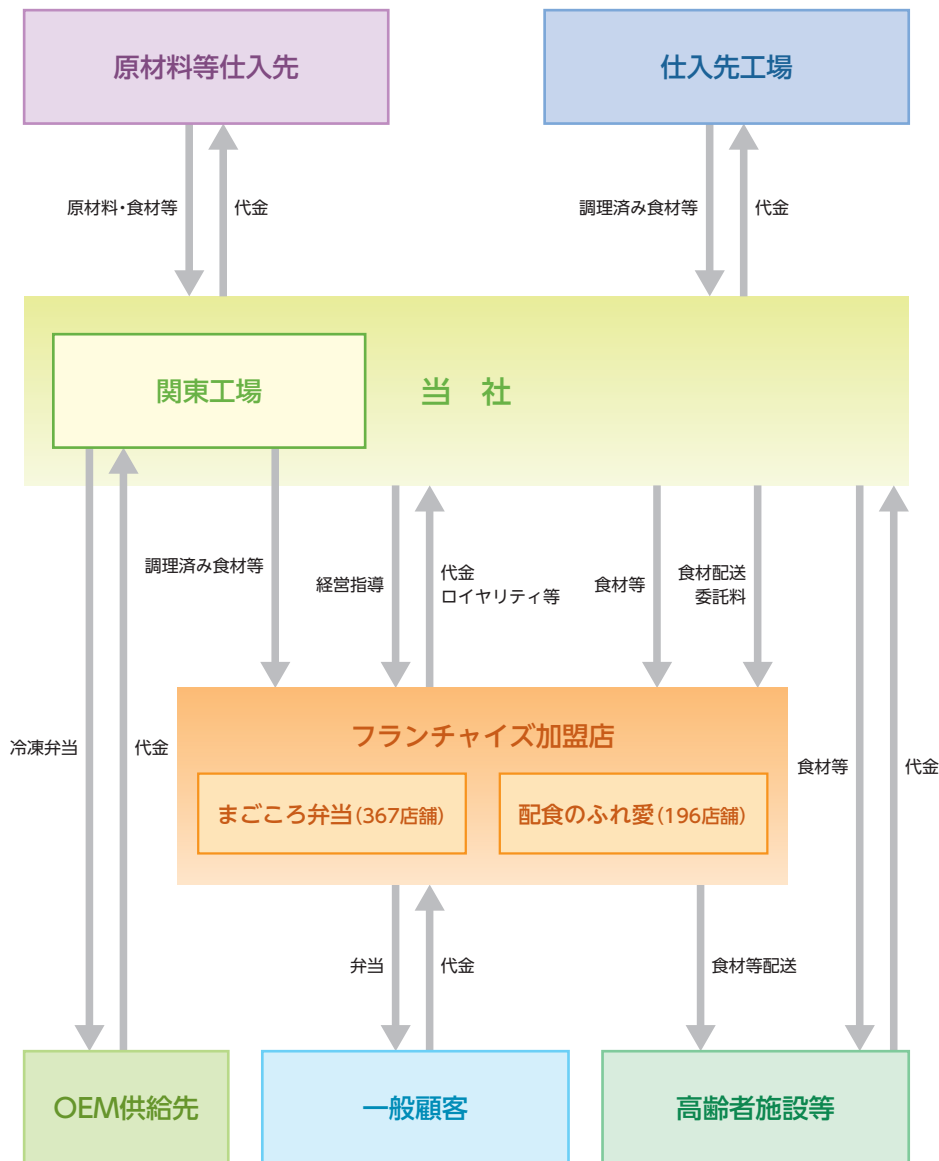 原材料等仕入先
仕入先工場
原材料・食材等
代金
調理済み食材等
代金
関東工場
当　社
調理済み食材等
経営指導
代金
ロイヤリティ等
食材等
食材配送
委託料
冷凍弁当
代金
フランチャイズ加盟店
まごころ弁当(367店舗)
配食のふれ愛(196店舗)
食材等
代金
弁当
代金
食材等配送
OEM供給先
一般顧客
高齢者施設等